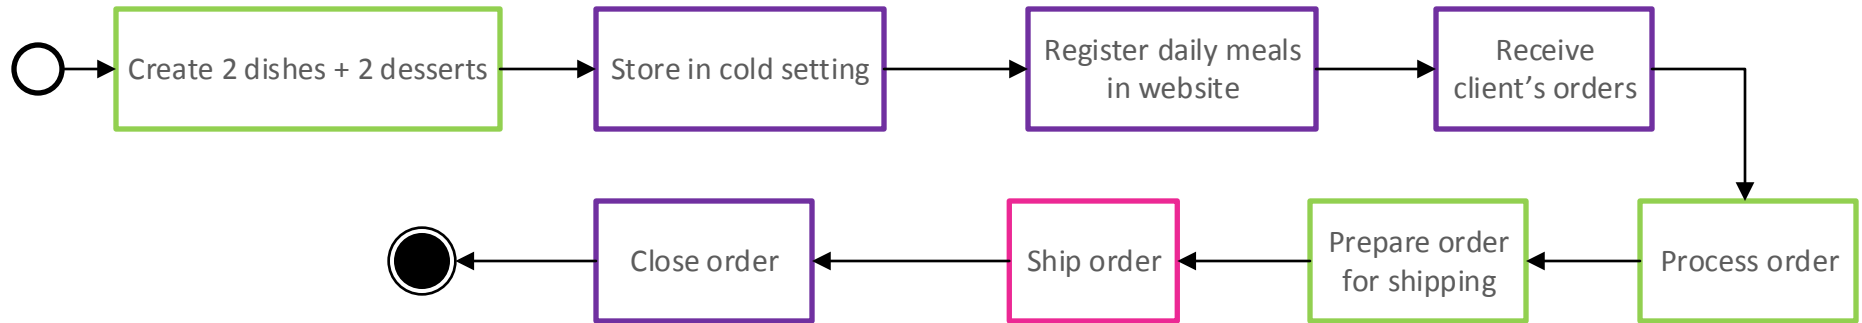 Create 2 dishes + 2 desserts
Store in cold setting
Register daily meals
in website
Receive
client’s orders
Process order
Prepare order
for shipping
Ship order
Close order